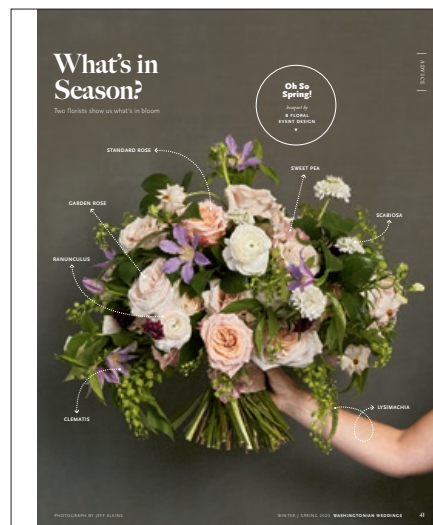 What's in
Season?
Two florists show us what's in bloom
Oh So
Spring!
bouquet by
B FLORAL
EVENT DESIGN
ADVICE
STANDARD ROSE
SWEET PEA
GARDEN ROSE
SCABIOSA
RANUNCULUS
CLEMATIS
LYSIMACHIA
PHOTOGRAPH BY JEFF ELKINS
WINTER / SPRING 2020 WASHINGTONIAN WEDDINGS 41